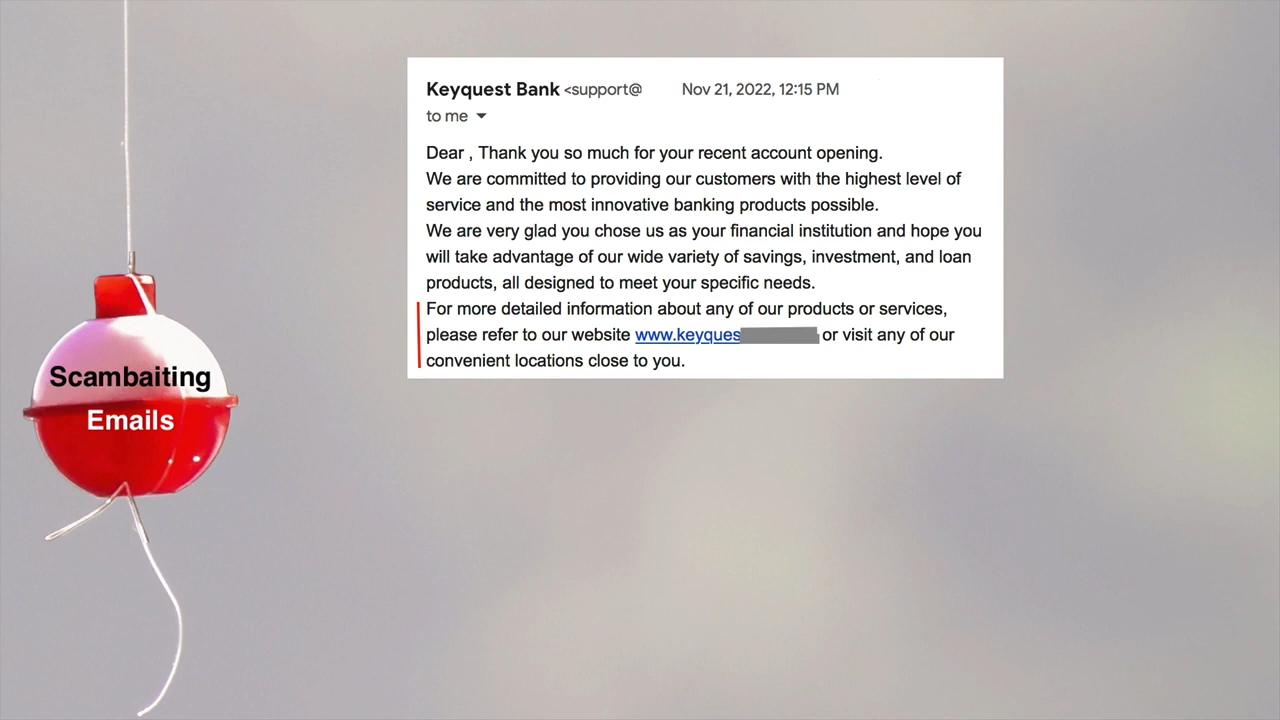 Keyquest Bank <support@ Nov 21, 2022, 12:15 PM
to me
Dear , Thank you so much for your recent account opening.
We are committed to providing our customers with the highest level of
service and the most innovative banking products possible.
We are very glad you chose us as your financial institution and hope you
will take advantage of our wide variety of savings, investment, and loan
products, all designed to meet your specific needs.
For more detailed information about any of our products or services,
please refer to our website www.keyques or visit any of our
convenient locations close to you.
Scambaiting
Emails